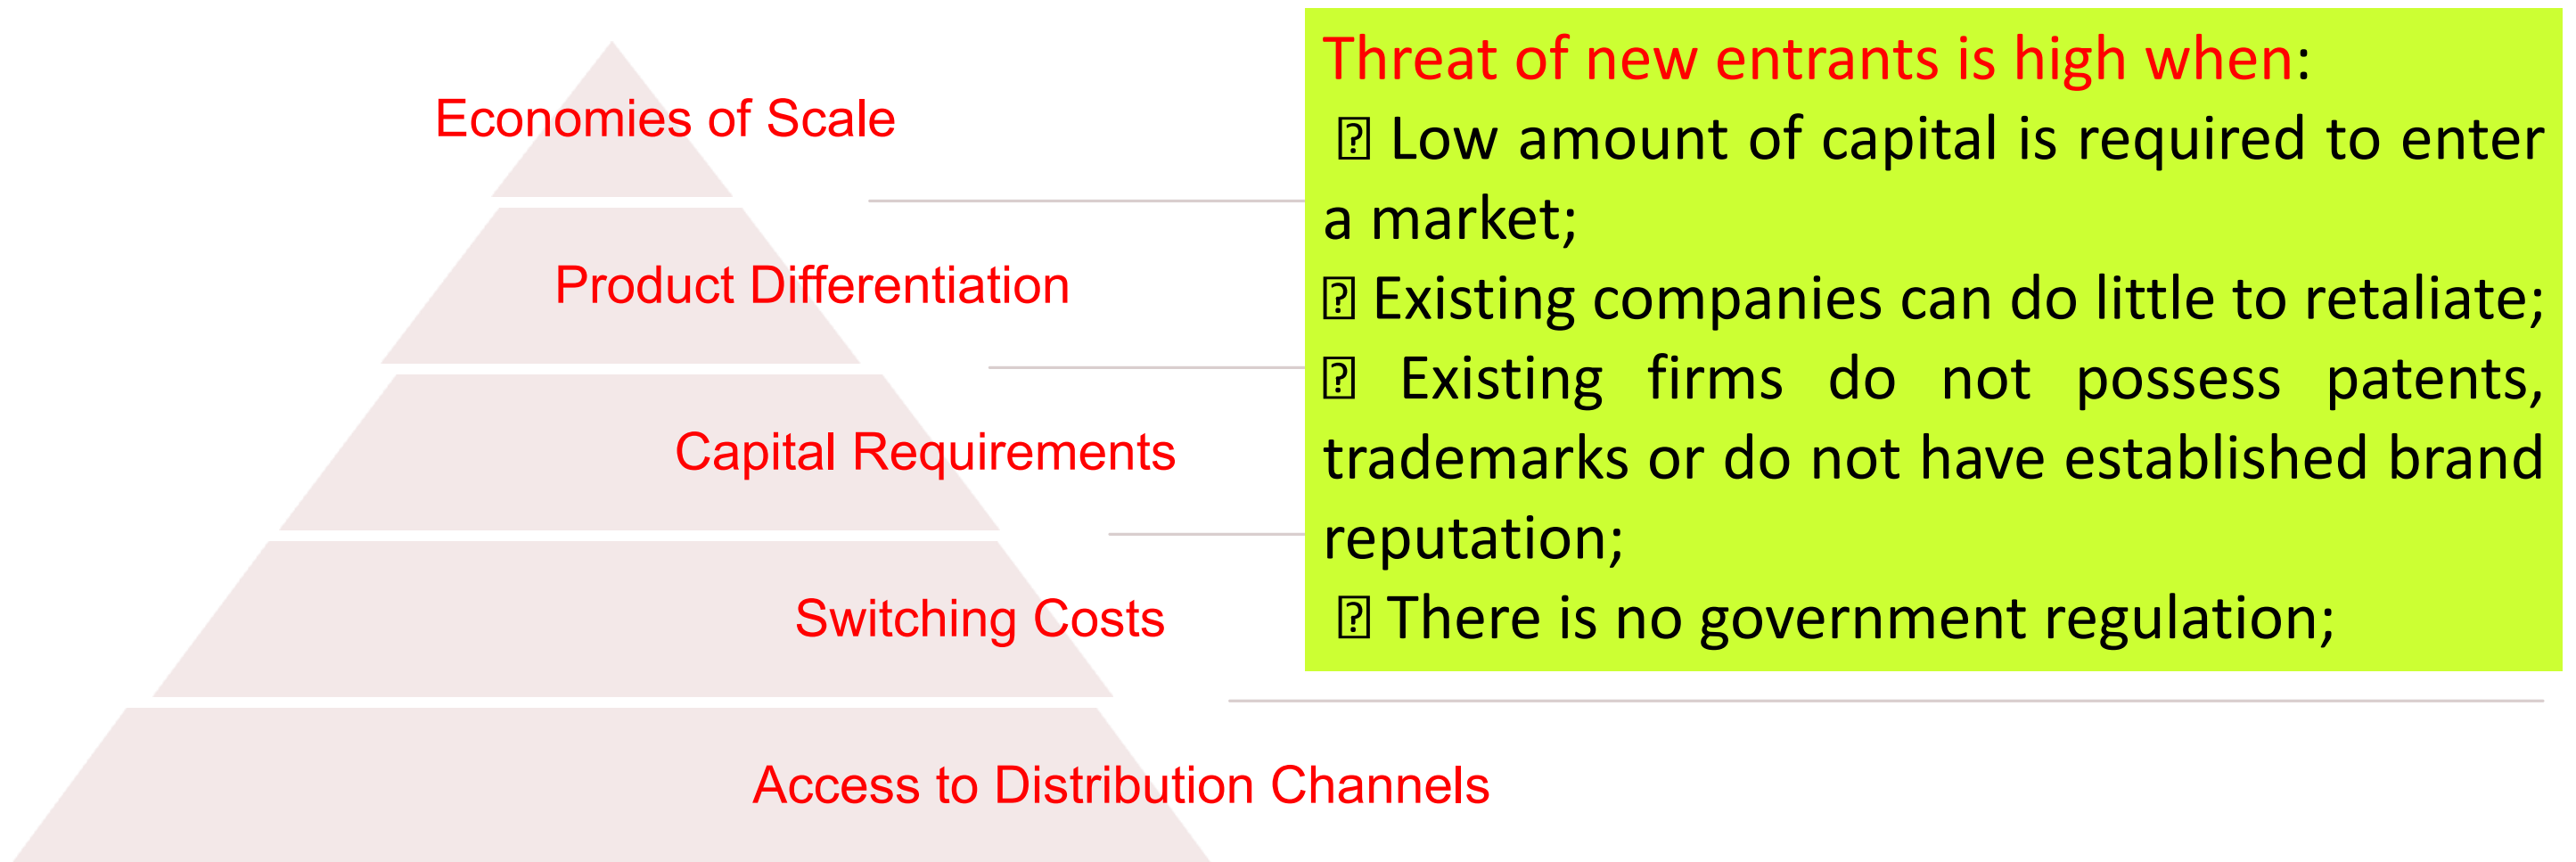 Economies of Scale
Product Differentiation
Capital Requirements
Switching Costs
Access to Distribution Channels
Threat of new entrants is high when:
⍰ Low amount of capital is required to enter
a market;
⍰ Existing companies can do little to retaliate;
⍰ Existing firms do not possess patents,
trademarks or do not have established brand
reputation;
⍰ There is no government regulation;